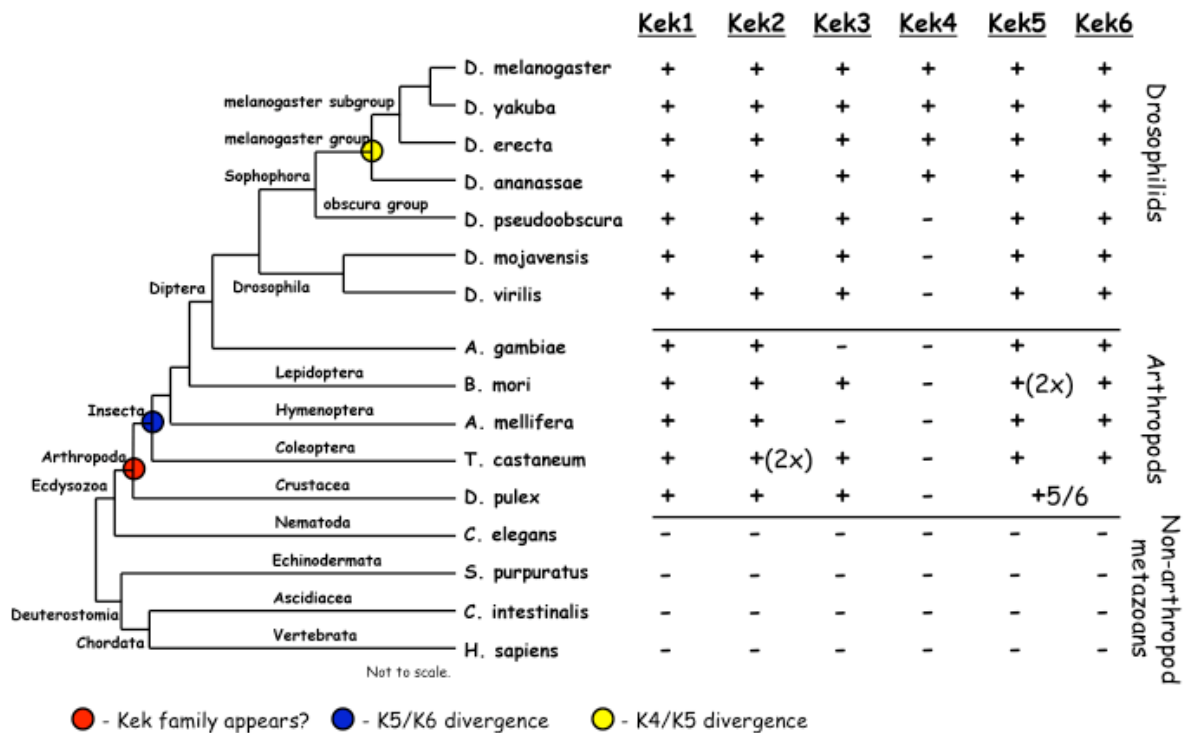 Kek1 Kek2 Kek3 Kek4 Kek5 Kek6
D. melanogaster + + + + + +
melanogaster subgroup
D. yakuba + + + + + +
melanogaster group
D. erecta + + + + + +
Sophophora
D. ananassae + + + + + +
obscura group
D. pseudoobscura + + + - + +
D. mojavensis + + + - + +
Diptera
Drosophila
D. virilis + + + - + +
Drosophilids
A. gambiae + + - - + +
Lepidoptera
B. mori + + + - +(2x) +
Insecta
Hymenoptera
A. mellifera + + - - + +
Arthropoda
Coleoptera
T. castaneum + +(2x) + - + +
Ecdysozoa
Crustacea
D. pulex + + + - +5/6
Arthropods
Nematoda
C. elegans - - - - - -
Echinodermata
S. purpuratus - - - - - -
Deuterostomia
Ascidiacea
C. intestinalis - - - - - -
Chordata
Vertebrata
H. sapiens - - - - - -
Non-arthropod
metazoans
Not to scale.
- Kek family appears? - K5/K6 divergence - K4/K5 divergence